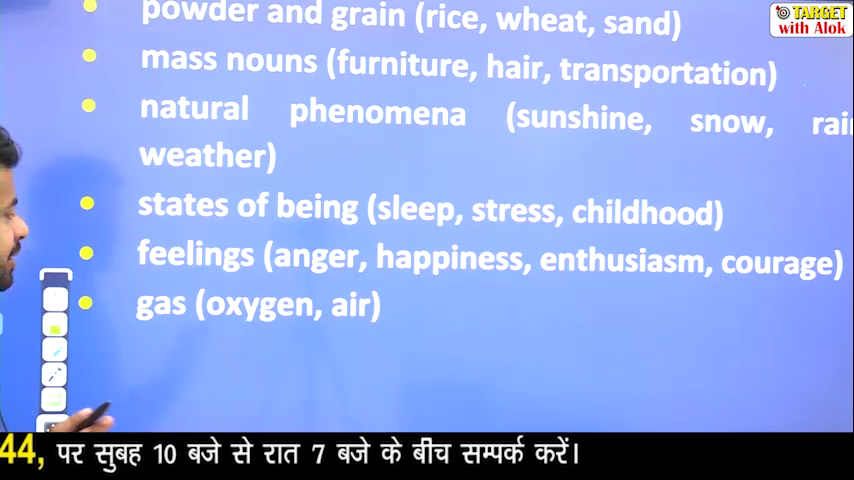 TARGET
with Alok
powder and grain (rice, wheat, sand)
mass nouns (furniture, hair, transportation)
natural phenomena (sunshine, snow,
weather)
states of being (sleep, stress, childhood)
feelings (anger, happiness, enthusiasm, courage)
gas (oxygen, air)
44, पर सुबह 10 बजे से रात 7 बजे के बीच सम्पर्क करें।